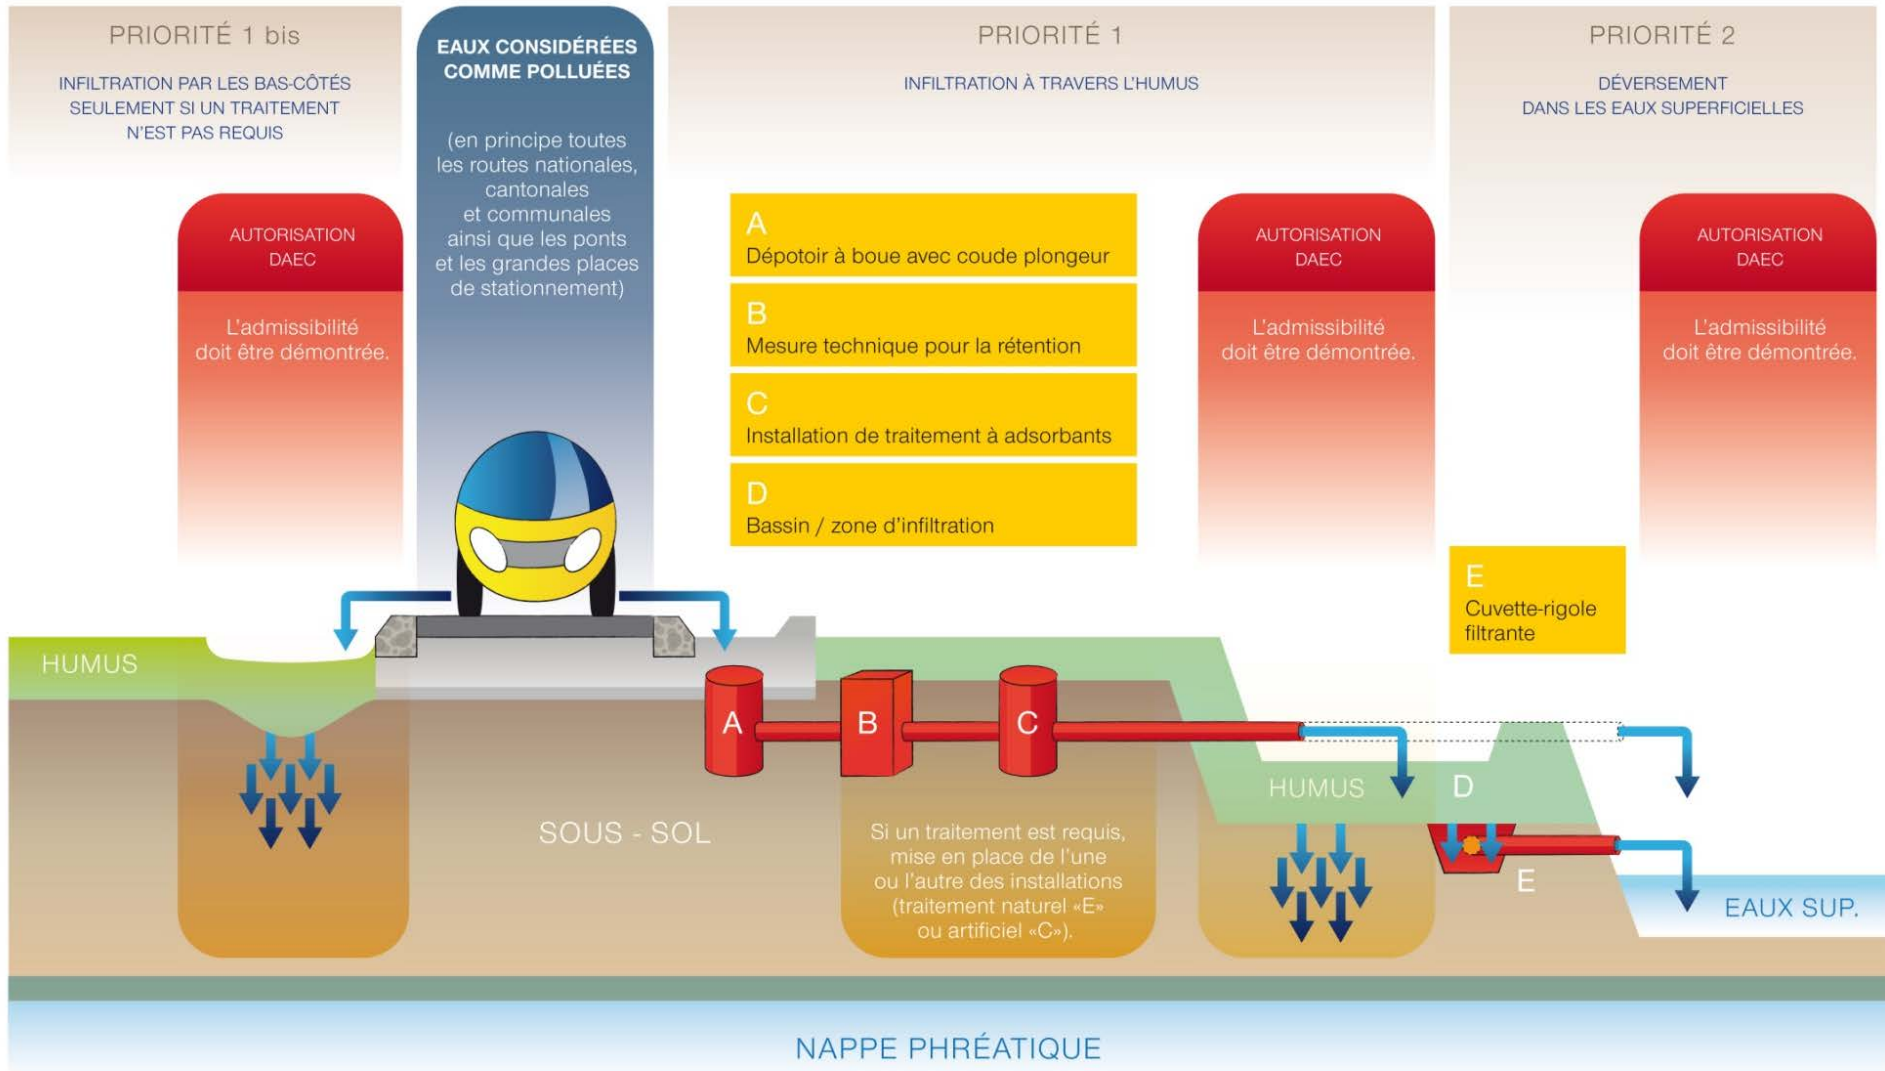 PRIORITÉ 1 bis
INFILTRATION PAR LES BAS-CÔTÉS
SEULEMENT SI UN TRAITEMENT
N'EST PAS REQUIS
AUTORISATION
DAEC
L'admissibilité
doit être démontrée.
EAUX CONSIDÉRÉES
COMME POLLUÉES
(en principe toutes
les routes nationales,
cantonales
et communales
ainsi que les ponts
et les grandes places
de stationnement)
PRIORITÉ 1
INFILTRATION À TRAVERS L'HUMUS
A
Dépotoir à boue avec coude plongeur
B
Mesure technique pour la rétention
C
Installation de traitement à adsorbants
D
Bassin / zone d'infiltration
AUTORISATION
DAEC
L'admissibilité
doit être démontrée.
PRIORITÉ 2
DÉVERSEMENT
DANS LES EAUX SUPERFICIELLES
AUTORISATION
DAEC
L'admissibilité
doit être démontrée.
E
Cuvette-rigole
filtrante
HUMUS
A
B
C
HUMUS
D
E
SOUS - SOL
Si un traitement est requis,
mise en place de l'une
ou l'autre des installations
(traitement naturel «E»
ou artificiel «C»).
EAUX SUP.
NAPPE PHRÉATIQUE